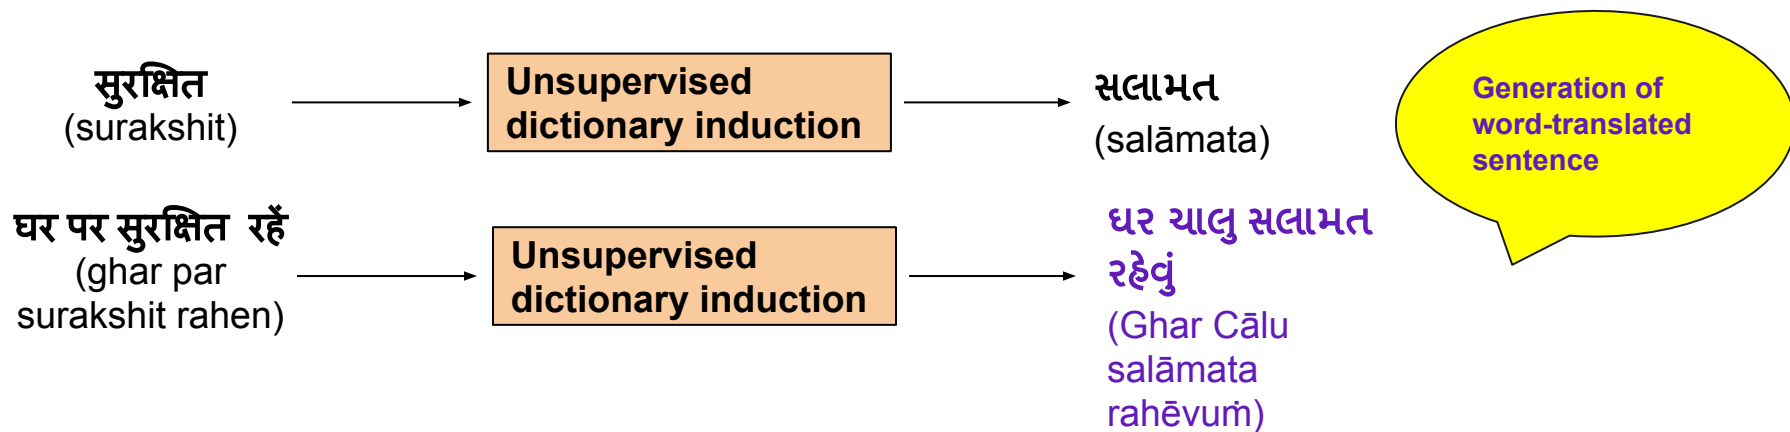 सुरक्षित
(surakshit)
Unsupervised
dictionary induction
સલામત
(salāmata)
Generation of
word-translated
sentence
घर पर सुरक्षित रहें
(ghar par
surakshit rahen)
Unsupervised
dictionary induction
ઘર ચાલુ સલામત
રહેવું
(Ghar Cālu
salāmata
rahēvuṁ)